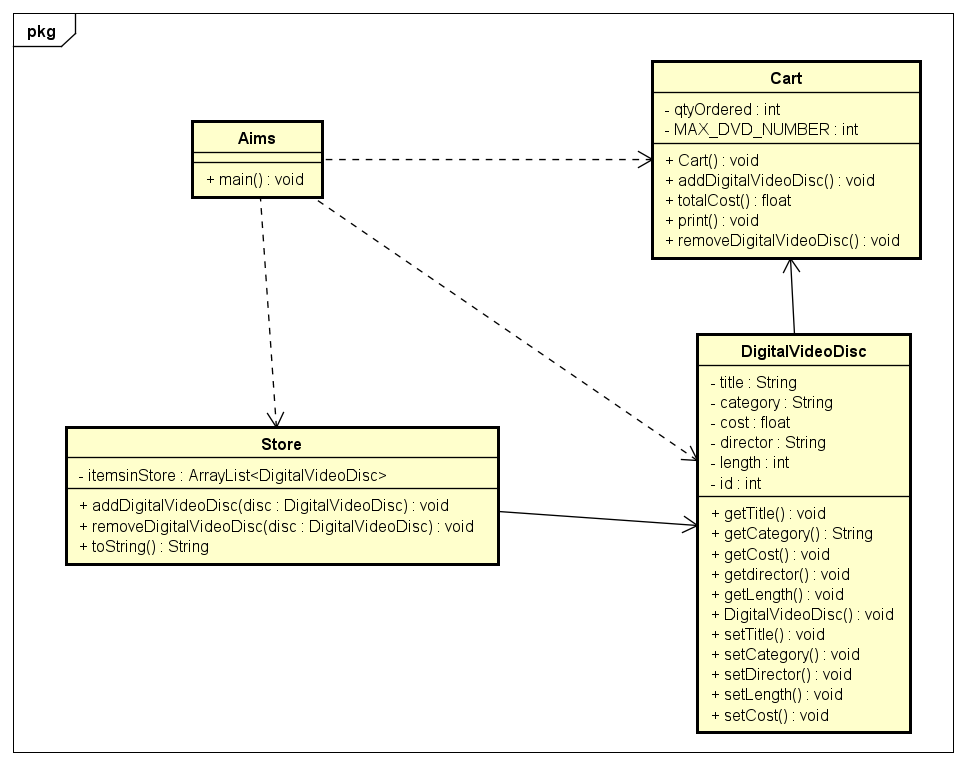 pkg
Aims
+ main() : void
Cart
- qtyOrdered : int
- MAX_DVD_NUMBER : int
+ Cart() : void
+ addDigitalVideoDisc() : void
+ totalCost() : float
+ print() : void
+ removeDigitalVideoDisc() : void
DigitalVideoDisc
- title : String
- category : String
- cost : float
- director : String
- length : int
- id : int
+ getTitle() : void
+ getCategory() : String
+ getCost() : void
+ getdirector() : void
+ getLength() : void
+ DigitalVideoDisc() : void
+ setTitle() : void
+ setCategory() : void
+ setDirector() : void
+ setLength() : void
+ setCost() : void
Store
- itemsinStore : ArrayList<DigitalVideoDisc>
+ addDigitalVideoDisc(disc : DigitalVideoDisc) : void
+ removeDigitalVideoDisc(disc : DigitalVideoDisc) : void
+ toString() : String